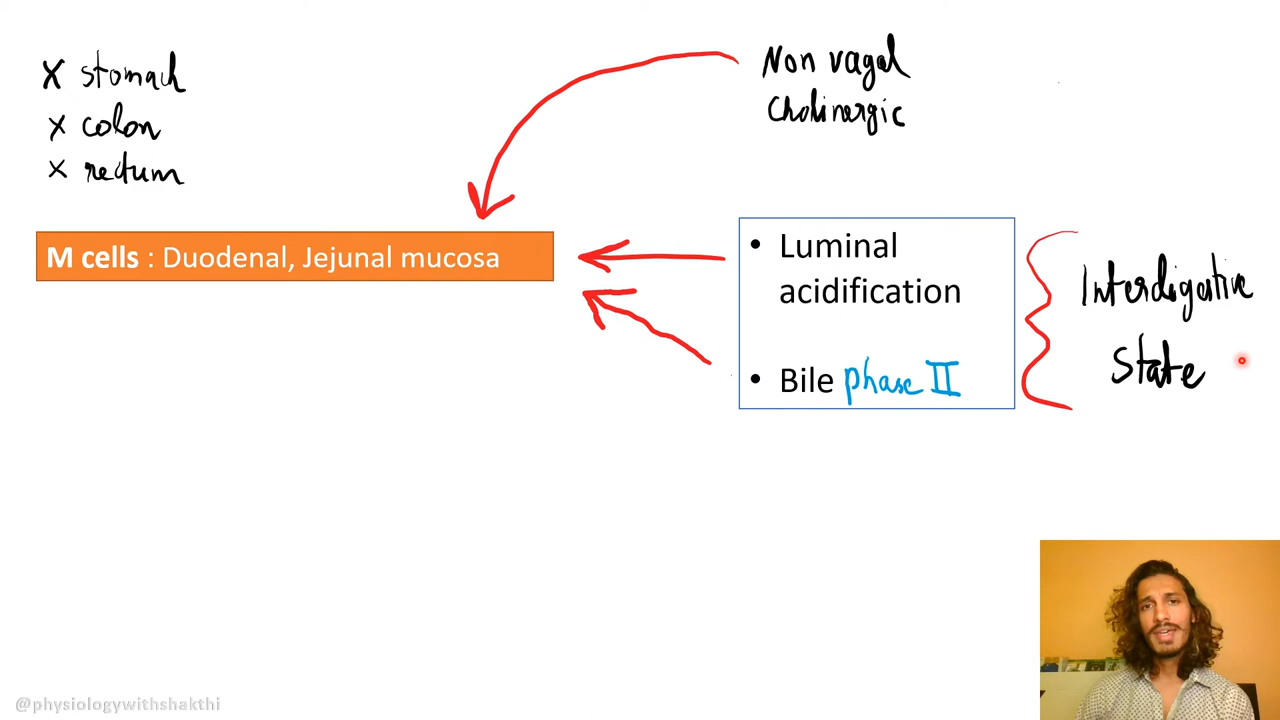 X stomach
X colon
X rectum
Non vagal
Cholinergic
M cells : Duodenal, Jejunal mucosa
• Luminal
acidification
• Bile phase II
Interdigestive
State
@physiologywithshakthi